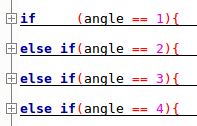 if     (angle == 1){
else if(angle == 2){
else if(angle == 3){
else if(angle == 4){